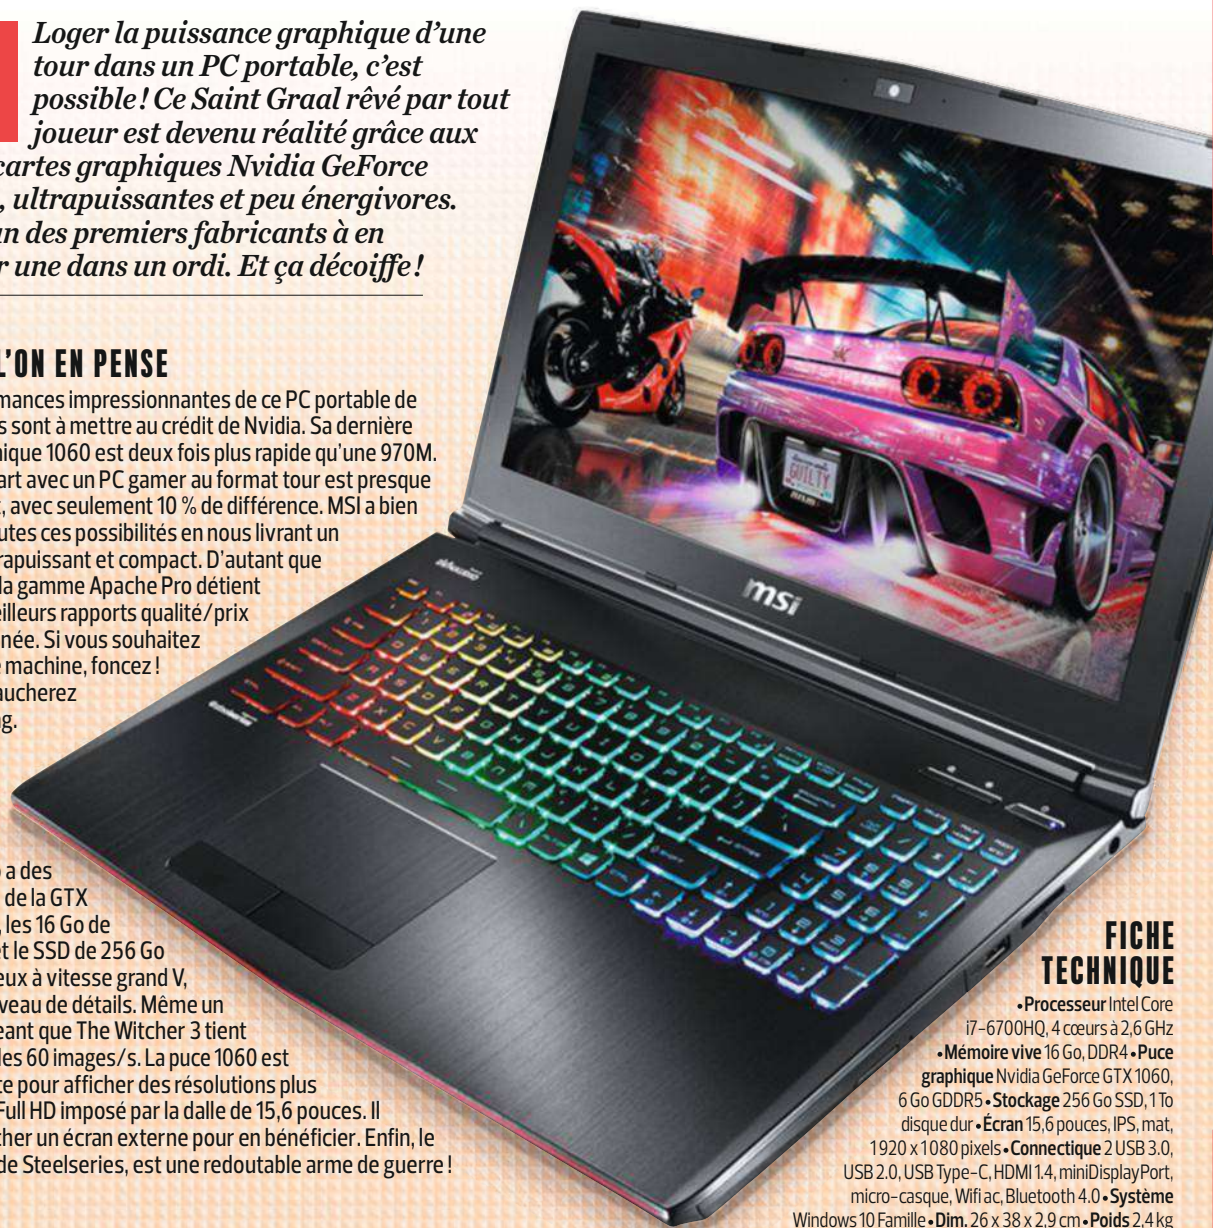 Loger la puissance graphique d'une
tour dans un PC portable, c'est
possible ! Ce Saint Graal rêvé par tout
joueur est devenu réalité grâce aux
cartes graphiques Nvidia GeForce
, ultrapuissantes et peu énergivores.
un des premiers fabricants à en
r une dans un ordi. Et ça décoiffe !
L'ON EN PENSE
mances impressionnantes de ce PC portable de
s sont à mettre au crédit de Nvidia. Sa dernière
nique 1060 est deux fois plus rapide qu'une 970M.
art avec un PC gamer au format tour est presque
, avec seulement 10 % de différence. MSI a bien
utes ces possibilités en nous livrant un
rapuissant et compact. D'autant que
la gamme Apache Pro détient
eilleurs rapports qualité/prix
née. Si vous souhaitez
e machine, foncez !
aucherez
ng.
o a des
de la GTX
, les 16 Go de
et le SSD de 256 Go
eux à vitesse grand V,
veau de détails. Même un
eant que The Witcher 3 tient
les 60 images/s. La puce 1060 est
te pour afficher des résolutions plus
Full HD imposé par la dalle de 15,6 pouces. Il
cher un écran externe pour en bénéficier. Enfin, le
de Steelseries, est une redoutable arme de guerre !
GUILTY
msi
FICHE
TECHNIQUE
• Processeur Intel Core
i7-6700HQ, 4 cœurs à 2,6 GHz
• Mémoire vive 16 Go, DDR4 • Puce
graphique Nvidia GeForce GTX 1060,
6 Go GDDR5 • Stockage 256 Go SSD, 1 To
disque dur • Écran 15,6 pouces, IPS, mat,
1 920 x 1 080 pixels • Connectique 2 USB 3.0,
USB 2.0, USB Type-C, HDMI 1.4, miniDisplayPort,
micro-casque, Wifi ac, Bluetooth 4.0 • Système
Windows 10 Famille • Dim. 26 x 38 x 2,9 cm • Poids 2,4 kg